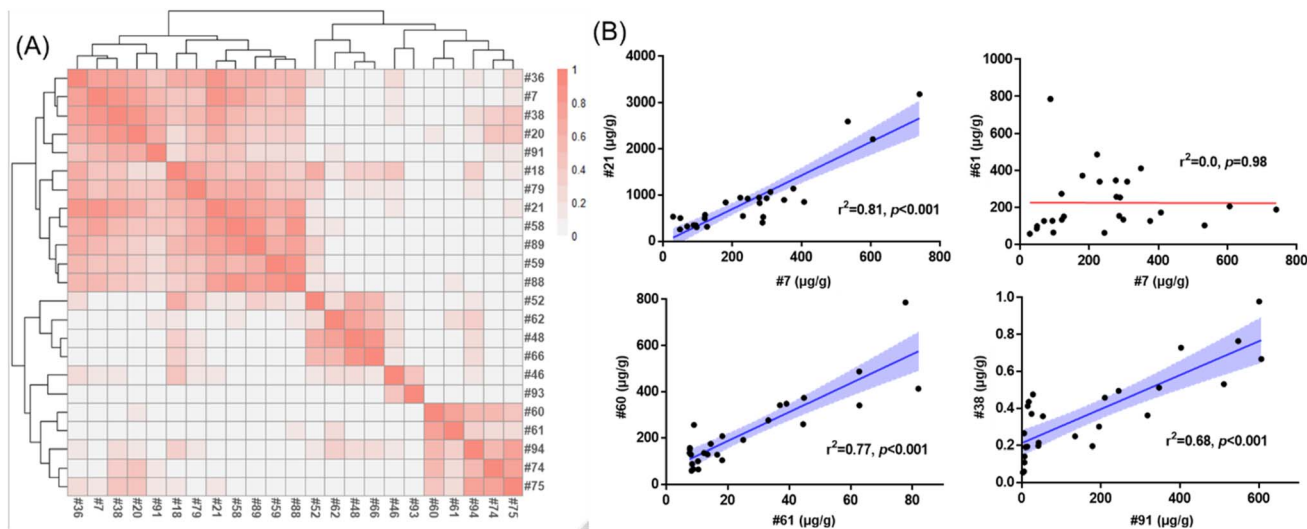 (A)
1
0.8
0.6
0.4
0.2
0
#36
#7
#38
#20
#91
#18
#79
#21
#58
#89
#59
#88
#52
#62
#48
#66
#46
#93
#60
#61
#94
#74
#75
#36 #7 #38 #20 #91 #18 #79 #21 #58 #89 #59 #88 #52 #62 #48 #66 #46 #93 #60 #61 #94 #74 #75
(B)
4000
3000
2000
1000
0
#21 (µg/g)
r²=0.81, p<0.001
0 200 400 600 800
#7 (µg/g)
1000
800
600
400
200
0
#61 (µg/g)
r²=0.0, p=0.98
0 200 400 600 800
#7 (µg/g)
800
600
400
200
0
#60 (µg/g)
r²=0.77, p<0.001
0 20 40 60 80
#61 (µg/g)
1.0
0.8
0.6
0.4
0.2
0.0
#38 (µg/g)
r²=0.68, p<0.001
0 200 400 600 800
#91 (µg/g)